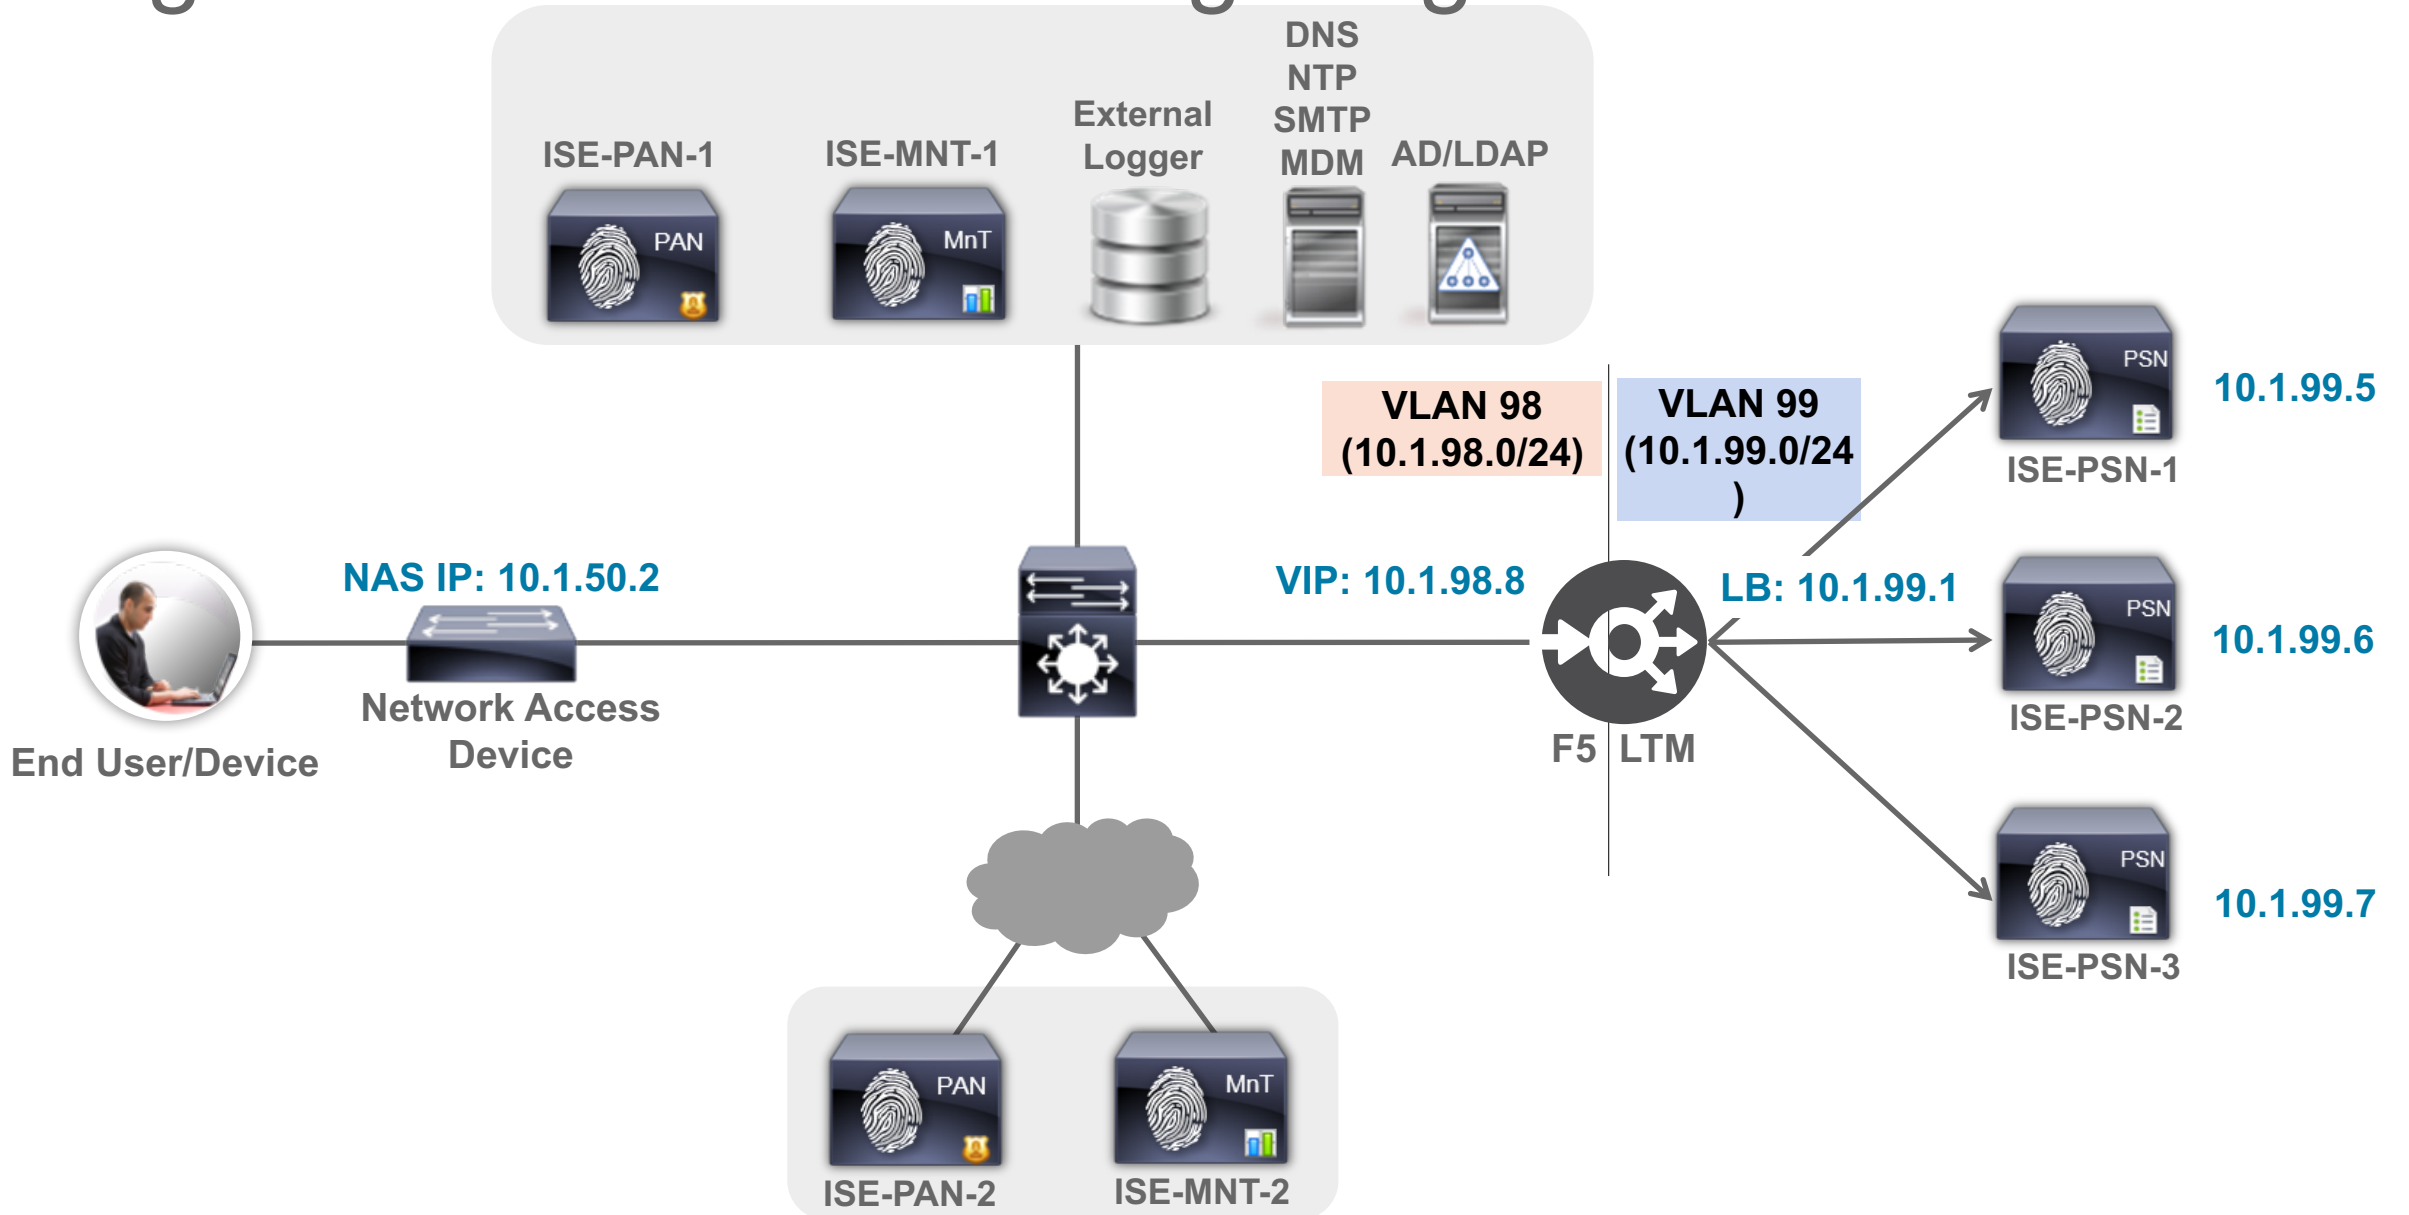 DNS
NTP
SMTP
MDM
External
Logger
ISE-PAN-1
ISE-MNT-1
AD/LDAP
PAN
MnT
VLAN 98
(10.1.98.0/24)
VLAN 99
(10.1.99.0/24
)
PSN
10.1.99.5
ISE-PSN-1
NAS IP: 10.1.50.2
VIP: 10.1.98.8
LB: 10.1.99.1
PSN
10.1.99.6
ISE-PSN-2
Network Access
Device
End User/Device
F5 LTM
PSN
10.1.99.7
ISE-PSN-3
PAN
MnT
ISE-PAN-2
ISE-MNT-2